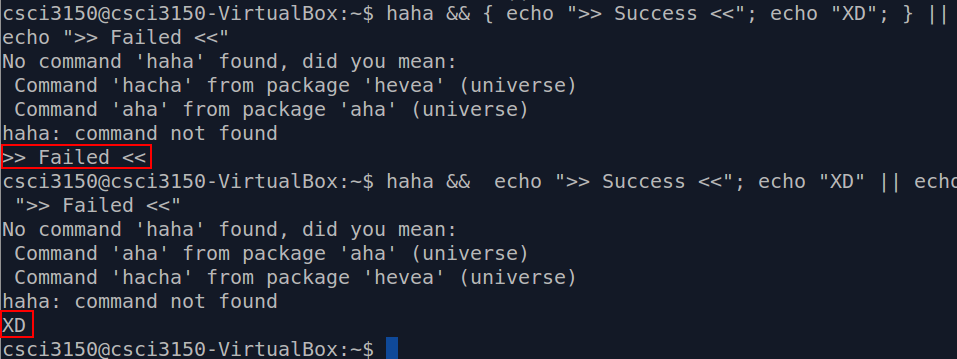 csci3150@csci3150-VirtualBox:~$ haha && { echo ">> Success <<"; echo "XD"; } ||
echo ">> Failed <<"
No command 'haha' found, did you mean:
 Command 'hacha' from package 'hevea' (universe)
 Command 'aha' from package 'aha' (universe)
haha: command not found
>> Failed <<
csci3150@csci3150-VirtualBox:~$ haha &&  echo ">> Success <<"; echo "XD" || echo
 ">> Failed <<"
No command 'haha' found, did you mean:
 Command 'aha' from package 'aha' (universe)
 Command 'hacha' from package 'hevea' (universe)
haha: command not found
XD
csci3150@csci3150-VirtualBox:~$